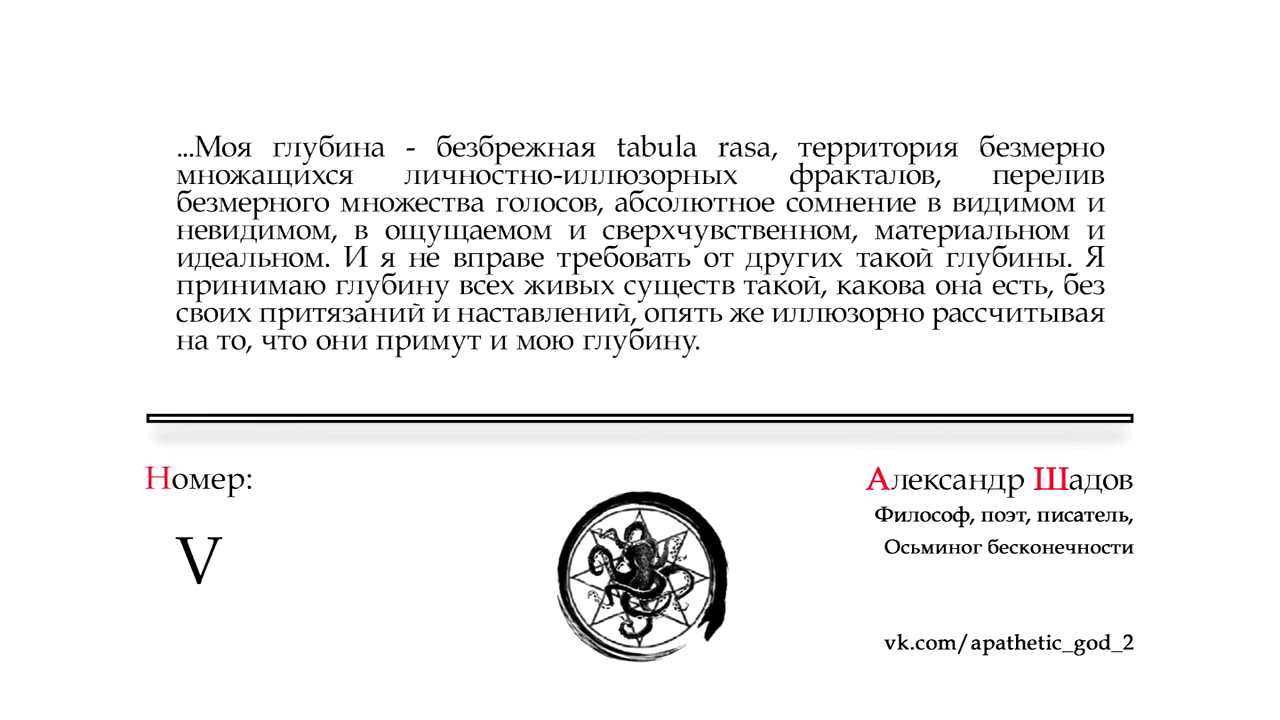 ...Моя глубина - безбрежная tabula rasa, территория безмерно
множащихся личностно-иллюзорных фракталов, перелив
безмерного множества голосов, абсолютное сомнение в видимом и
невидимом, в ощущаемом и сверхчувственном, материальном и
идеальном. И я не вправе требовать от других такой глубины. Я
принимаю глубину всех живых существ такой, какова она есть, без
своих притязаний и наставлений, опять же иллюзорно рассчитывая
на то, что они примут и мою глубину.
Номер:
V
Александр Шадов
Философ, поэт, писатель,
Осьминог бесконечности
vk.com/apathetic_god_2